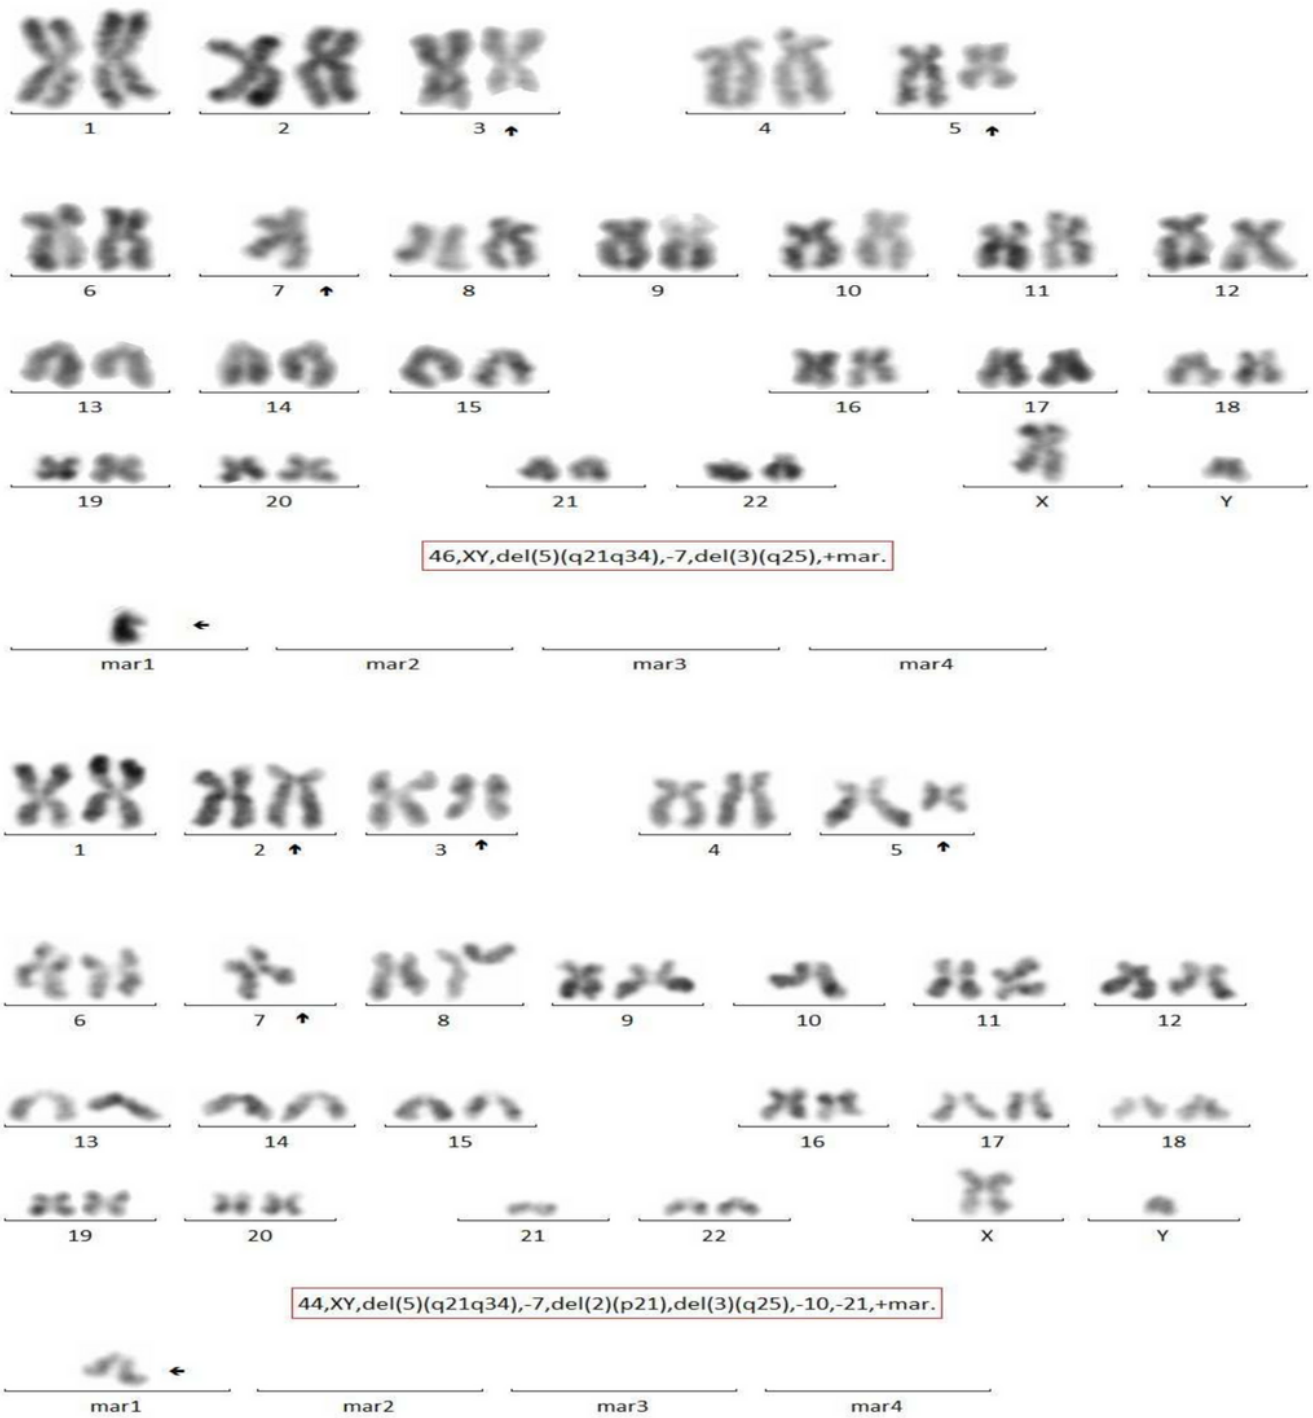 1 2 3 4 5
6 7 8 9 10 11 12
13 14 15 16 17 18
19 20 21 22 X Y
46,XY,del(5)(q21q34),-7,del(3)(q25),+mar.
mar1 mar2 mar3 mar4
1 2 3 4 5
6 7 8 9 10 11 12
13 14 15 16 17 18
19 20 21 22 X Y
44,XY,del(5)(q21q34),-7,del(2)(p21),del(3)(q25),-10,-21,+mar.
mar1 mar2 mar3 mar4